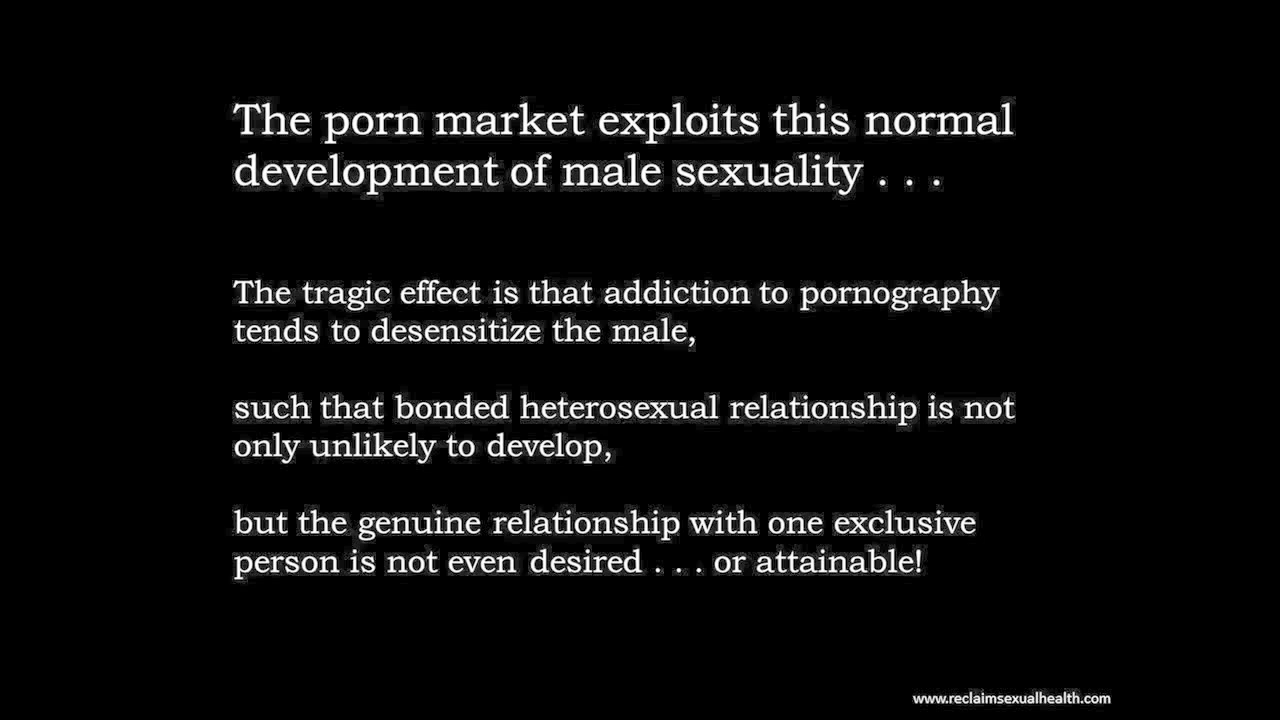 The porn market exploits this normal
development of male sexuality . . .
The tragic effect is that addiction to pornography
tends to desensitize the male,
such that bonded heterosexual relationship is not
only unlikely to develop,
but the genuine relationship with one exclusive
person is not even desired . . . or attainable!
www.reclaimsexualhealth.com